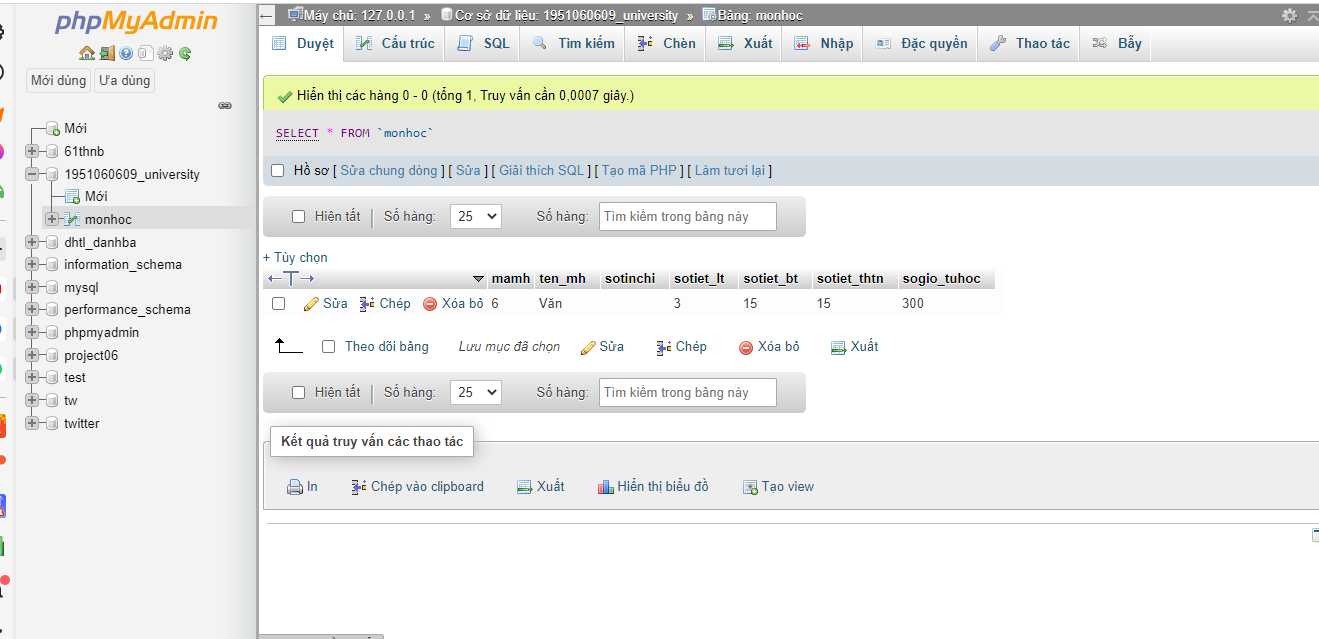 phpMyAdmin
Mới dùng Ưa dùng
Mới
61thnb
1951060609_university
Mới
monhoc
dhtl_danhba
information_schema
mysql
performance_schema
phpmyadmin
project06
test
tw
twitter
Máy chủ: 127.0.0.1 » Cơ sở dữ liệu: 1951060609_university » Bảng: monhoc
Duyệt Cấu trúc SQL Tìm kiếm Chèn Xuất Nhập Đặc quyền Thao tác Bẫy
Hiển thị các hàng 0 - 0 (tổng 1, Truy vấn cần 0,0007 giây.)
SELECT * FROM `monhoc`
Hồ sơ [ Sửa chung dòng ] [ Sửa ] [ Giải thích SQL ] [ Tạo mã PHP ] [ Làm tươi lại ]
Hiện tất Số hàng: 25 Số hàng: Tìm kiếm trong bảng này
+ Tùy chọn
mamh ten_mh sotinchi sotiet_lt sotiet_bt sotiet_thtn sogio_tuhoc
Sửa Chép Xóa bỏ 6 Văn 3 15 15 300
Theo dõi bảng Lưu mục đã chọn Sửa Chép Xóa bỏ Xuất
Hiện tất Số hàng: 25 Số hàng: Tìm kiếm trong bảng này
Kết quả truy vấn các thao tác
In Chép vào clipboard Xuất Hiển thị biểu đồ Tạo view